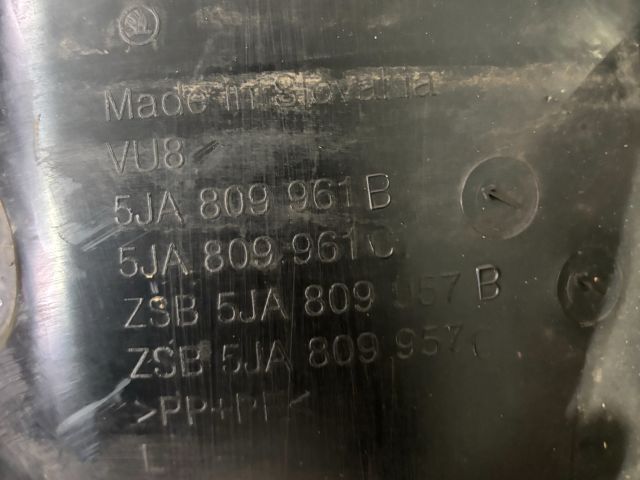 Made in Slovakia
VU8
5JA 809 961 B
5JA 809 961 C
ZSB 5JA 809 957 B
ZSB 5JA 809 957
>PP+PE<
L